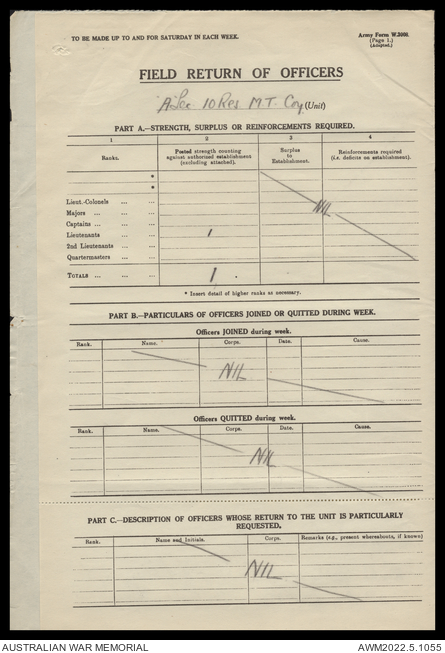 TO BE MADE UP TO AND FOR SATURDAY IN EACH WEEK.
Army Form W.3008.
(Page 1.)
(Adapted.)
FIELD RETURN OF OFFICERS
"A" Sec 10 Res M.T. Coy (Unit)
PART A.—STRENGTH, SURPLUS OR REINFORCEMENTS REQUIRED.
1 2 3 4
Ranks. Posted strength counting against authorised establishment (excluding attached). Surplus to Establishment. Reinforcements required (i.e. deficits on establishment).
*
*
Lieut.-Colonels ... ...
Majors ... ... ... NIL
Captains ... ... ...
Lieutenants ... ... 1
2nd Lieutenants ... ...
Quartermasters ... ...
TOTALS ... ... ... 1
* Insert detail of higher ranks as necessary.
PART B.—PARTICULARS OF OFFICERS JOINED OR QUITTED DURING WEEK.
Officers JOINED during week.
Rank. Name. Corps. Date. Cause.
NIL
Officers QUITTED during week.
Rank. Name. Corps. Date. Cause.
NIL
PART C.—DESCRIPTION OF OFFICERS WHOSE RETURN TO THE UNIT IS PARTICULARLY
REQUESTED.
Rank. Name and Initials. Corps. Remarks (e.g., present whereabouts, if known)
NIL
AUSTRALIAN WAR MEMORIAL AWM2022.5.1055